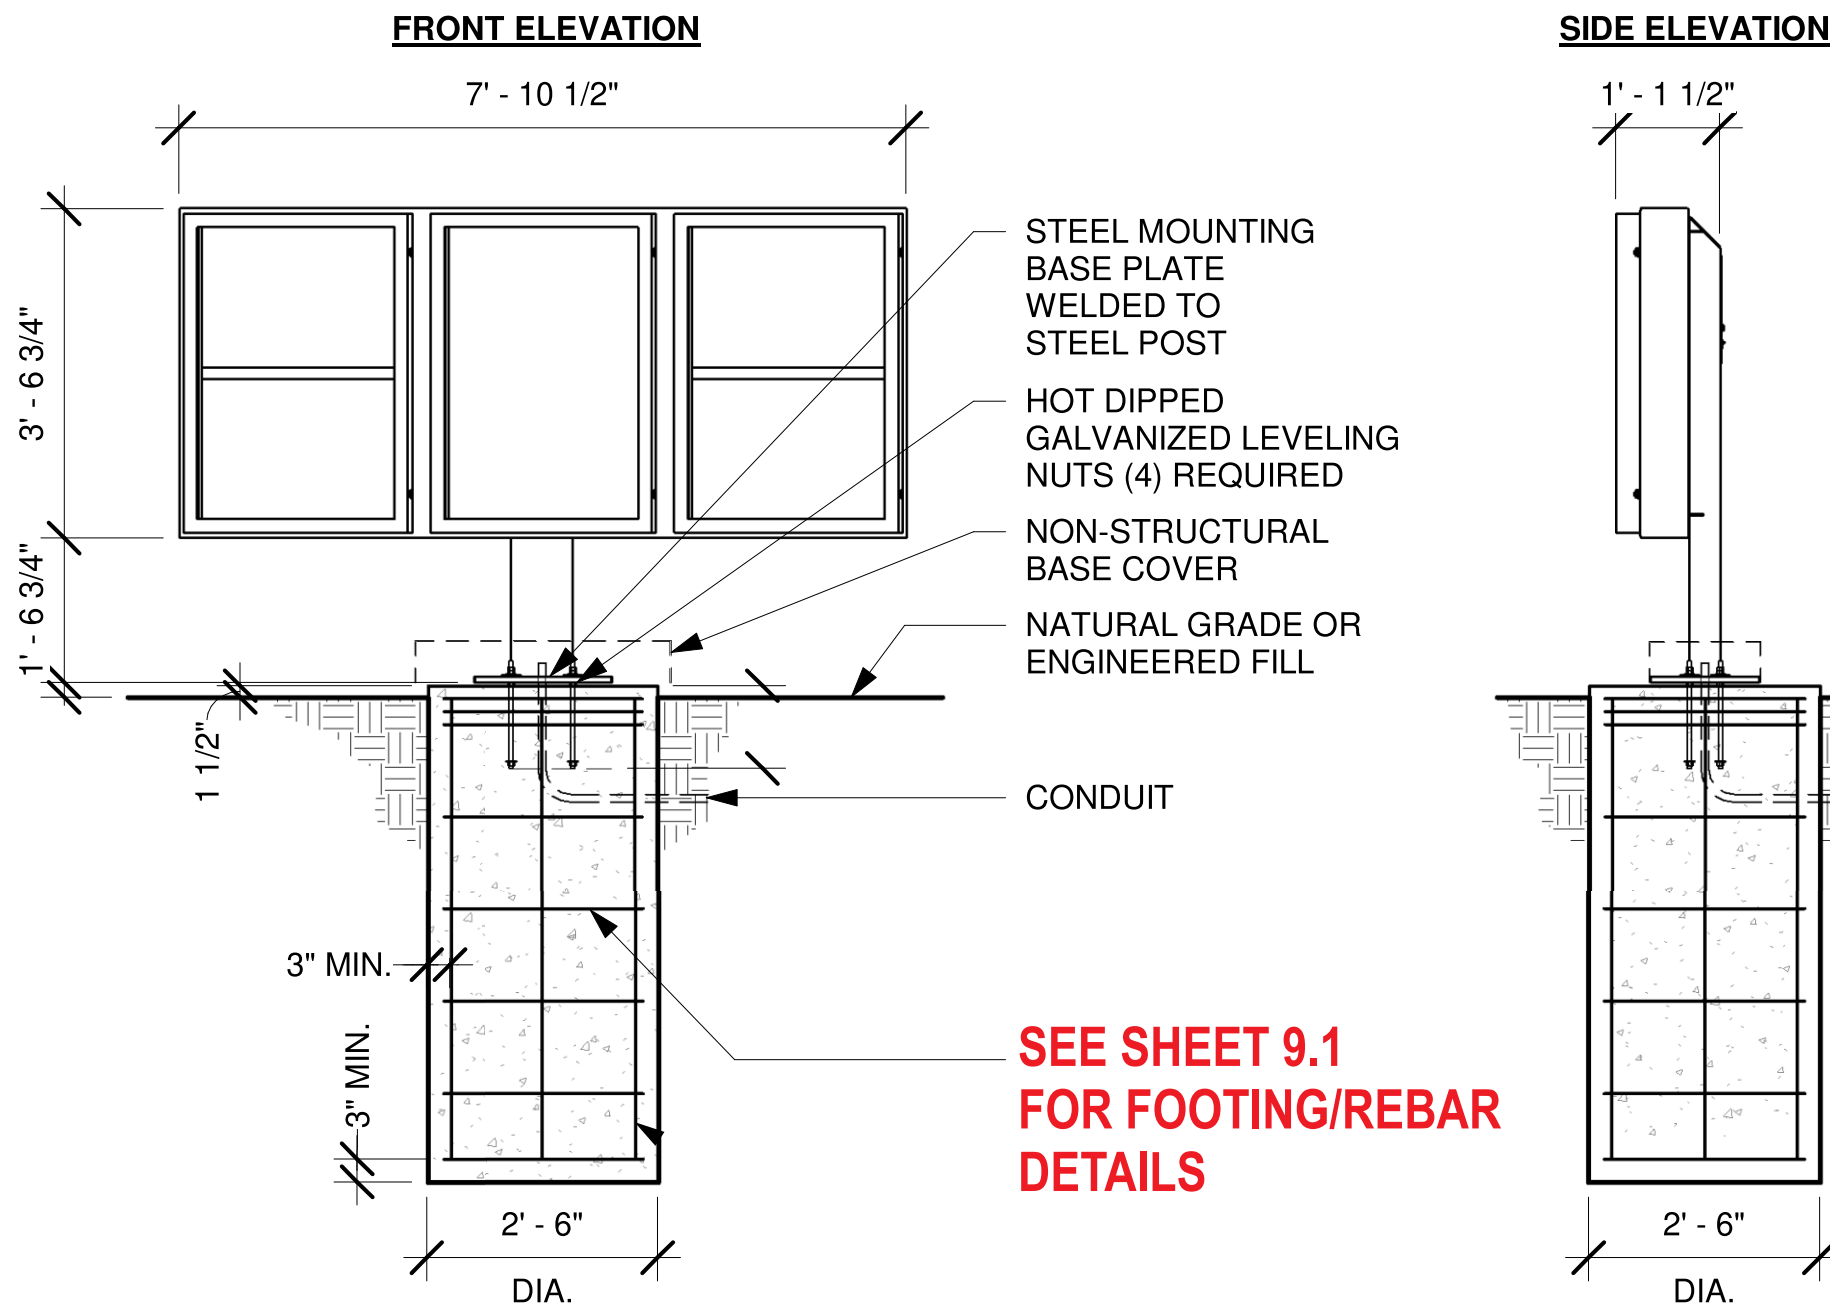 FRONT ELEVATION
SIDE ELEVATION
7' - 10 1/2"
1' - 1 1/2"
3' - 6 3/4"
1' - 6 3/4"
1 1/2"
STEEL MOUNTING
BASE PLATE
WELDED TO
STEEL POST
HOT DIPPED
GALVANIZED LEVELING
NUTS (4) REQUIRED
NON-STRUCTURAL
BASE COVER
NATURAL GRADE OR
ENGINEERED FILL
CONDUIT
3" MIN.
3" MIN.
SEE SHEET 9.1
FOR FOOTING/REBAR
DETAILS
2' - 6"
DIA.
2' - 6"
DIA.